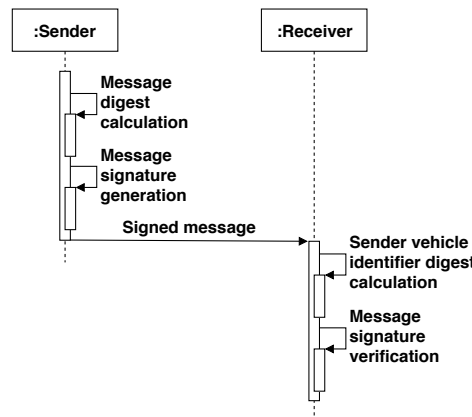 :Sender
:Receiver
Message
digest
calculation
Message
signature
generation
Signed message
Sender vehicle
identifier digest
calculation
Message
signature
verification